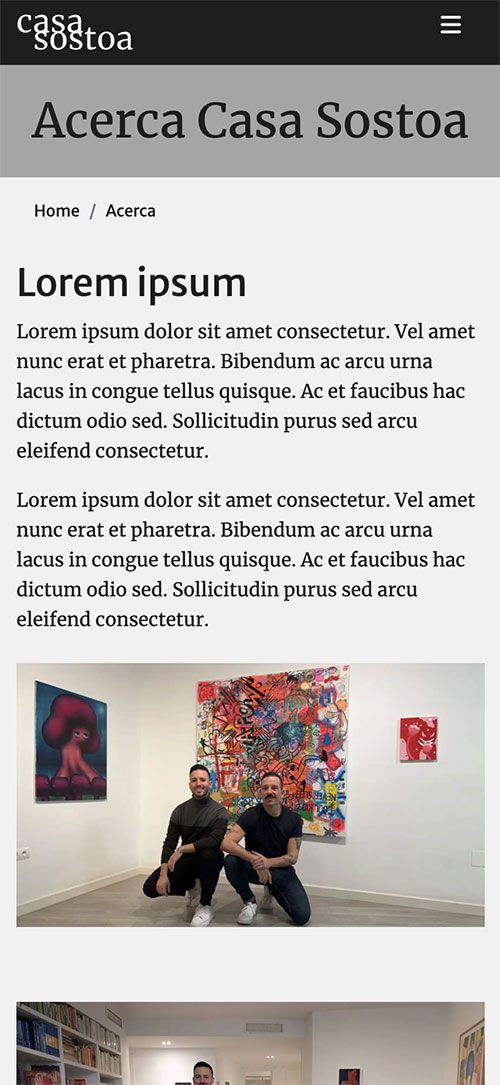 casa
sostoa
Acerca Casa Sostoa
Home / Acerca
Lorem ipsum
Lorem ipsum dolor sit amet consectetur. Vel amet
nunc erat et pharetra. Bibendum ac arcu urna
lacus in congue tellus quisque. Ac et faucibus hac
dictum odio sed. Sollicitudin purus sed arcu
eleifend consectetur.
Lorem ipsum dolor sit amet consectetur. Vel amet
nunc erat et pharetra. Bibendum ac arcu urna
lacus in congue tellus quisque. Ac et faucibus hac
dictum odio sed. Sollicitudin purus sed arcu
eleifend consectetur.